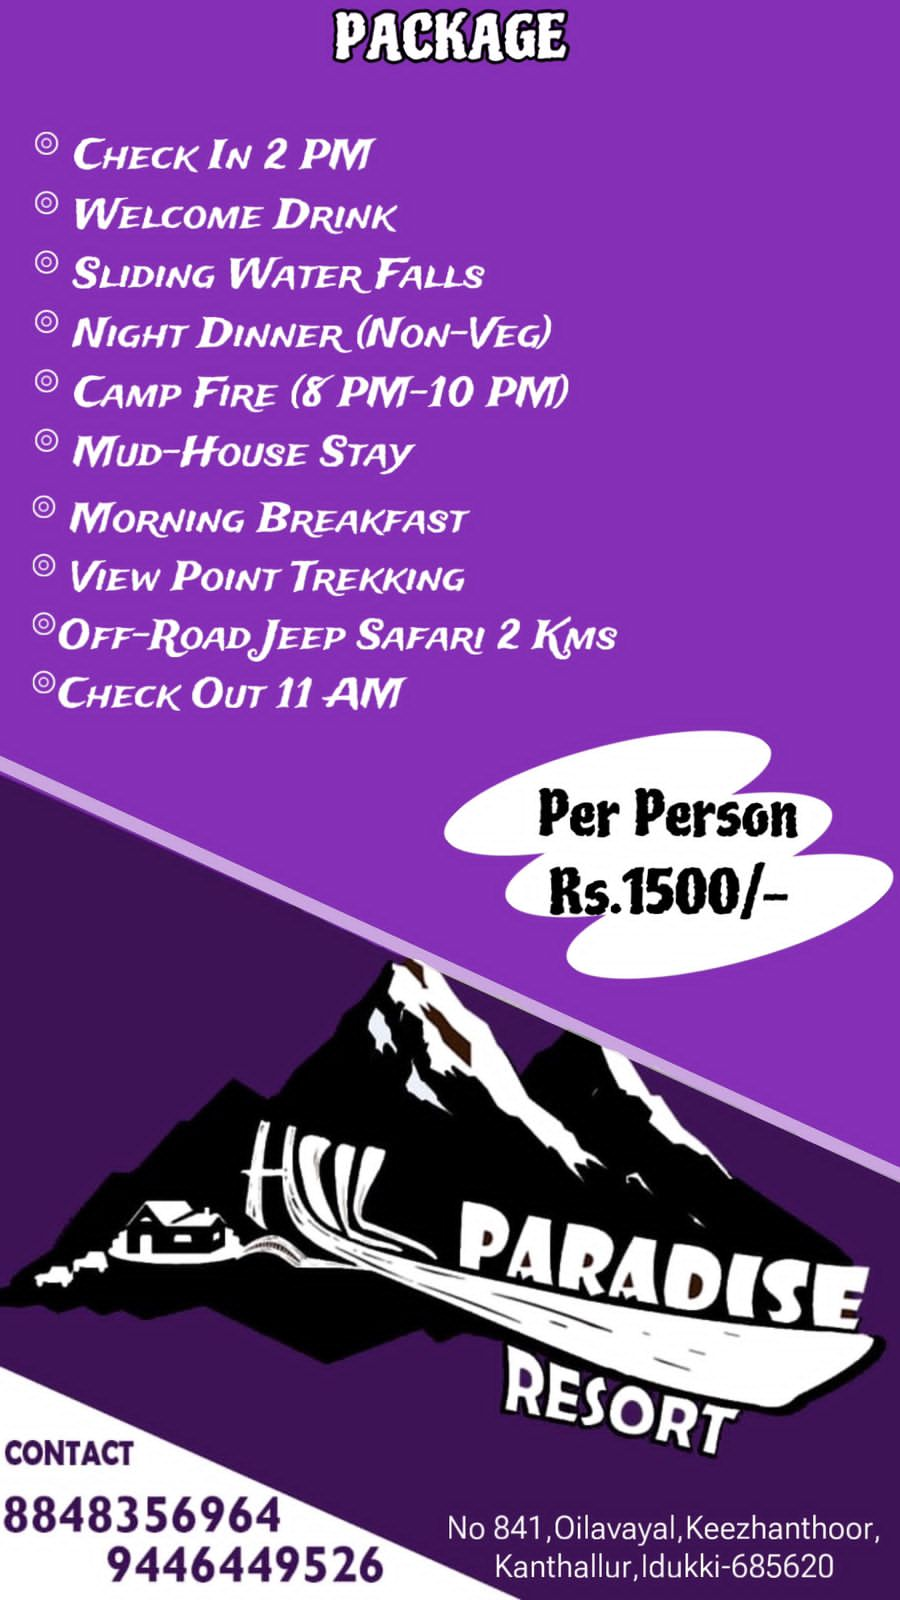 PACKAGE
Check In 2 PM
Welcome Drink
Sliding Water Falls
Night Dinner (Non-Veg)
Camp Fire (8 PM-10 PM)
Mud-House Stay
Morning Breakfast
View Point Trekking
Off-Road Jeep Safari 2 Kms
Check Out 11 AM
Per Person
Rs.1500/-
HILL
PARADISE
RESORT
CONTACT
8848356964
9446449526
No 841,Oilavayal,Keezhanthoor,
Kanthallur,Idukki-685620